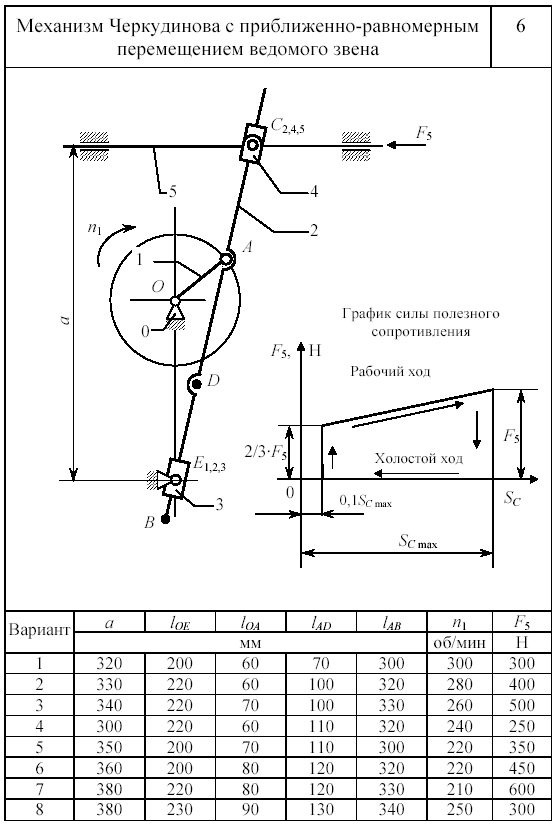 Механизм Черкудинова с приближенно-равномерным
перемещением ведомого звена
6
C2,4,5
F5
5
4
2
n1
A
1
O
0
a
D
E1,2,3
3
B
График силы полезного
сопротивления
F5, Н
Рабочий ход
2/3·F5
F5
Холостой ход
0
SC
0,1SC max
SC max
Вариант a lOE lOA lAD lAB n1 F5
мм об/мин Н
1 320 200 60 70 300 300 300
2 330 220 60 100 320 280 400
3 340 220 70 100 330 260 500
4 300 220 60 110 320 240 250
5 350 200 70 110 300 220 350
6 360 200 80 120 320 220 450
7 380 220 80 120 330 210 600
8 380 230 90 130 340 250 300